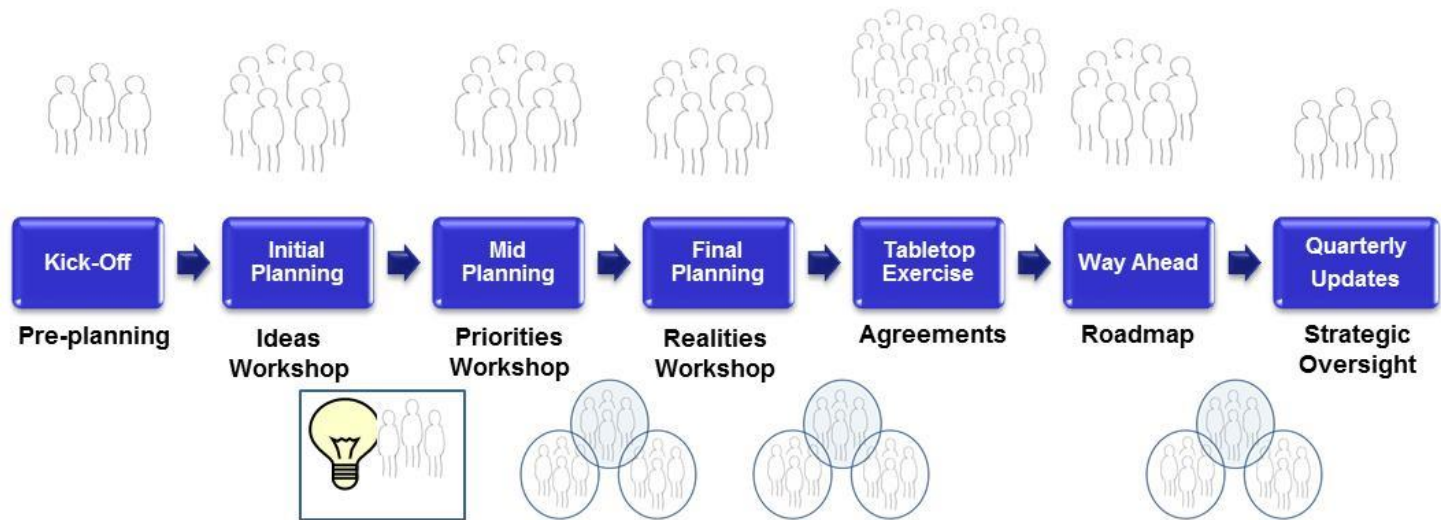 Kick-Off
Initial
Planning
Mid
Planning
Final
Planning
Tabletop
Exercise
Way Ahead
Quarterly
Updates
Pre-planning
Ideas
Workshop
Priorities
Workshop
Realities
Workshop
Agreements
Roadmap
Strategic
Oversight